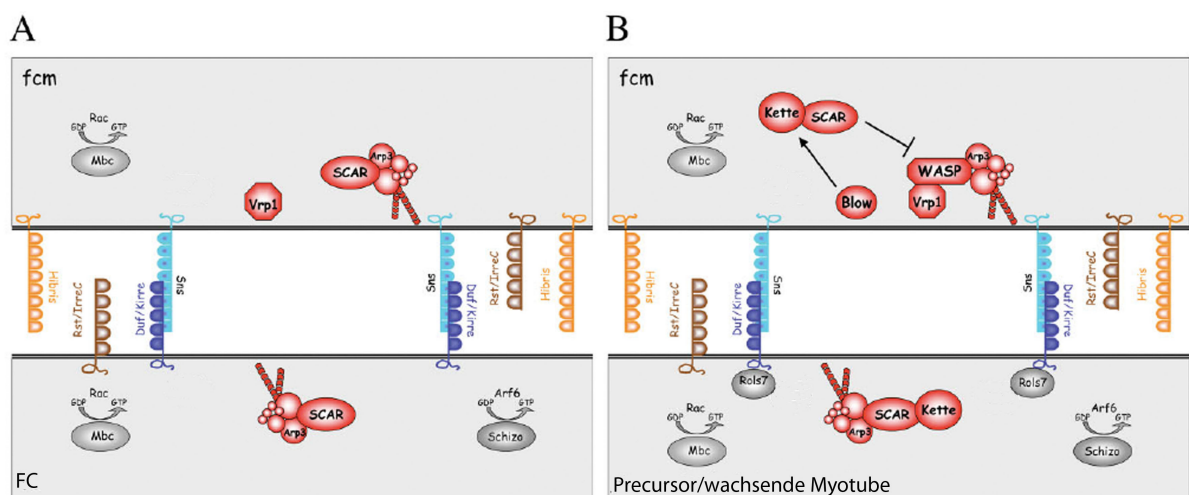 A
fcm
Rac
GDP GTP
Mbc
Vrp1
SCAR
Arp3
Hibris
Rst/IrreC
Duf/Kirre
Sns
Sns
Duf/Kirre
Rst/IrreC
Hibris
Rac
GDP GTP
Mbc
SCAR
Arp3
Arf6
GDP GTP
Schizo
FC
B
fcm
Rac
GDP GTP
Mbc
Kette
SCAR
Blow
WASP
Arp3
Vrp1
Hibris
Rst/IrreC
Duf/Kirre
Sns
Sns
Duf/Kirre
Rst/IrreC
Hibris
Rols7
Rols7
Rac
GDP GTP
Mbc
SCAR
Kette
Arp3
Arf6
GDP GTP
Schizo
Precursor/wachsende Myotube